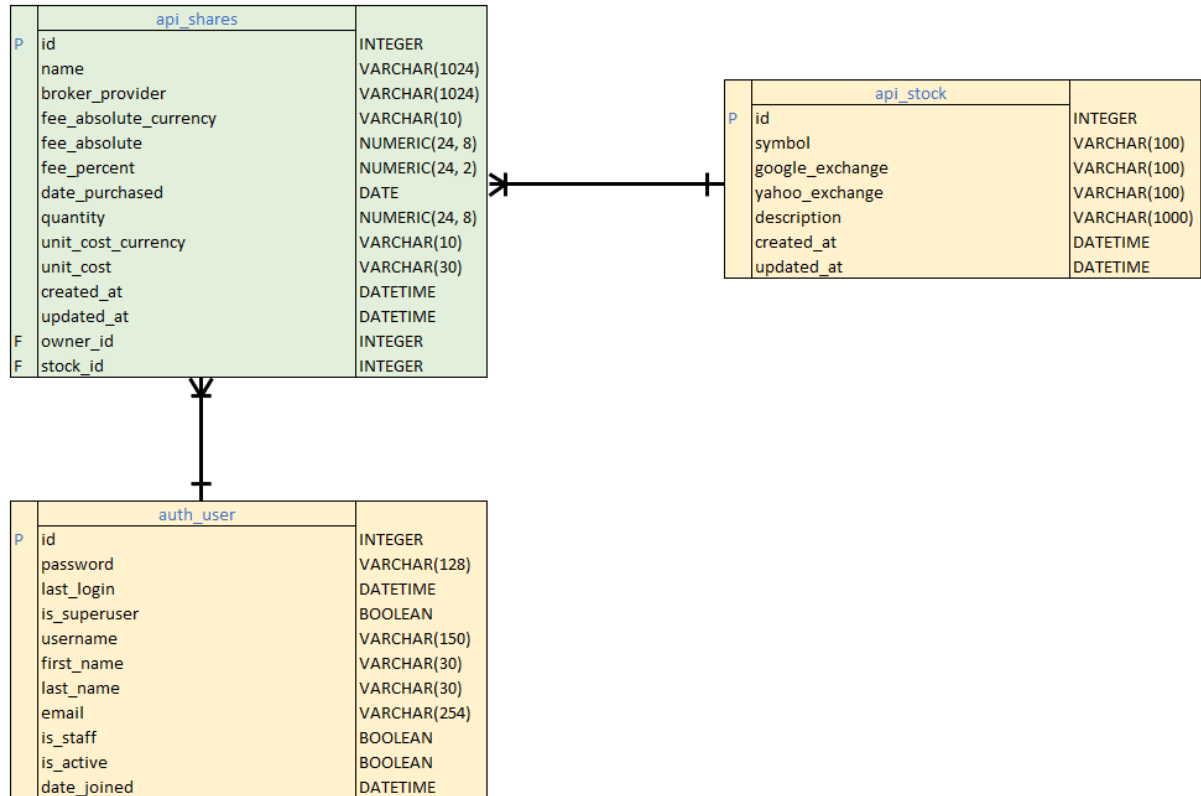 api_shares
P id INTEGER
name VARCHAR(1024)
broker_provider VARCHAR(1024)
fee_absolute_currency VARCHAR(10)
fee_absolute NUMERIC(24, 8)
fee_percent NUMERIC(24, 2)
date_purchased DATE
quantity NUMERIC(24, 8)
unit_cost_currency VARCHAR(10)
unit_cost VARCHAR(30)
created_at DATETIME
updated_at DATETIME
F owner_id INTEGER
F stock_id INTEGER
api_stock
P id INTEGER
symbol VARCHAR(100)
google_exchange VARCHAR(100)
yahoo_exchange VARCHAR(100)
description VARCHAR(1000)
created_at DATETIME
updated_at DATETIME
auth_user
P id INTEGER
password VARCHAR(128)
last_login DATETIME
is_superuser BOOLEAN
username VARCHAR(150)
first_name VARCHAR(30)
last_name VARCHAR(30)
email VARCHAR(254)
is_staff BOOLEAN
is_active BOOLEAN
date_joined DATETIME